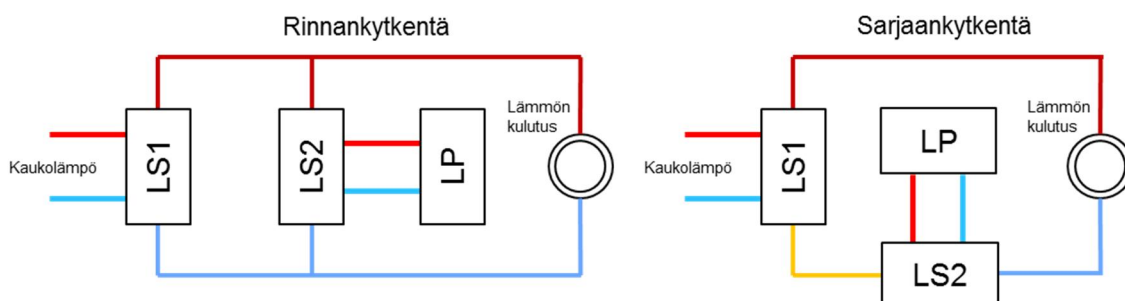 Rinnankytkentä
LS1
LS2
LP
Lämmön
kulutus
Kaukolämpö
Sarjaankytkentä
LS1
LP
Lämmön
kulutus
Kaukolämpö
LS2